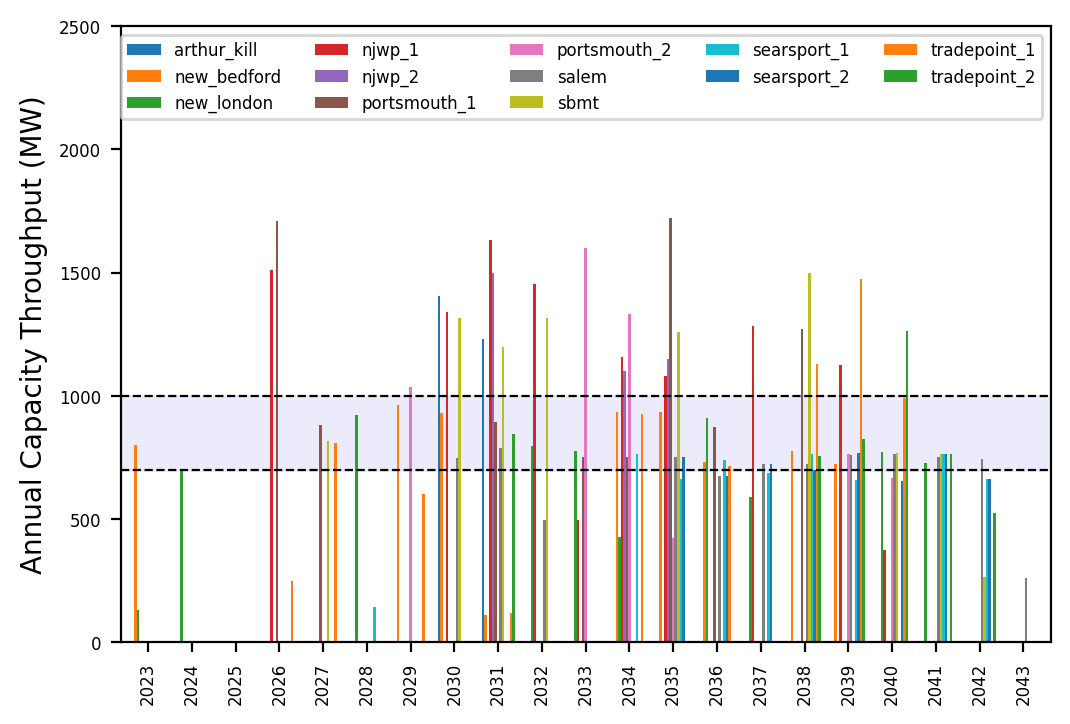 Annual Capacity Throughput (MW)
2500
2000
1500
1000
500
0
arthur_kill
new_bedford
new_london
njwp_1
njwp_2
portsmouth_1
portsmouth_2
salem
sbmt
searsport_1
searsport_2
tradepoint_1
tradepoint_2
2023
2024
2025
2026
2027
2028
2029
2030
2031
2032
2033
2034
2035
2036
2037
2038
2039
2040
2041
2042
2043